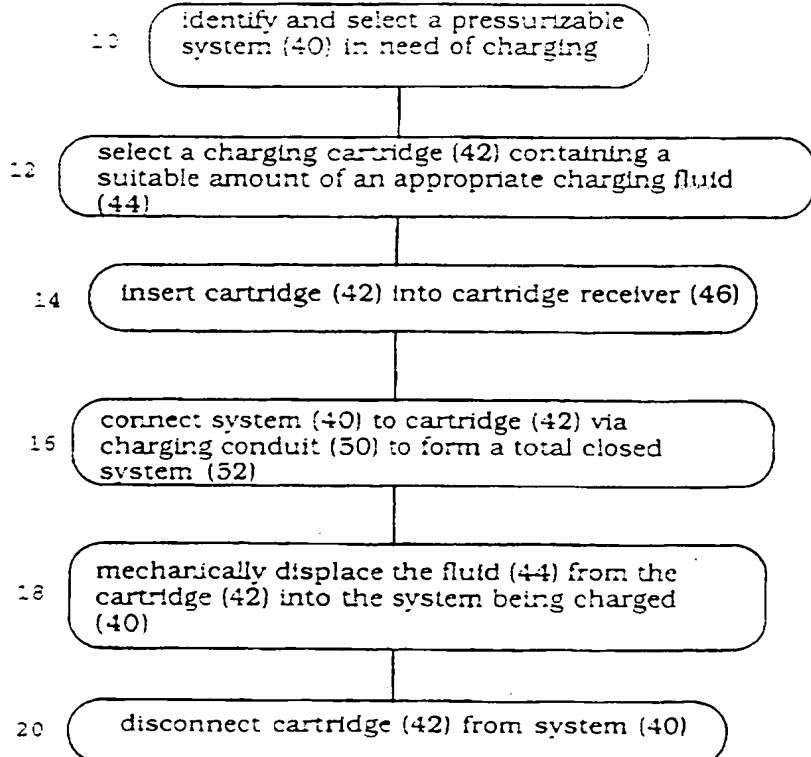 identify and select a pressurizable
10 system (40) in need of charging
12 select a charging cartridge (42) containing a
suitable amount of an appropriate charging fluid
(44)
14 insert cartridge (42) into cartridge receiver (46)
connect system (40) to cartridge (42) via
16 charging conduit (50) to form a total closed
system (52)
mechanically displace the fluid (44) from the
18 cartridge (42) into the system being charged
(40)
20 disconnect cartridge (42) from system (40)